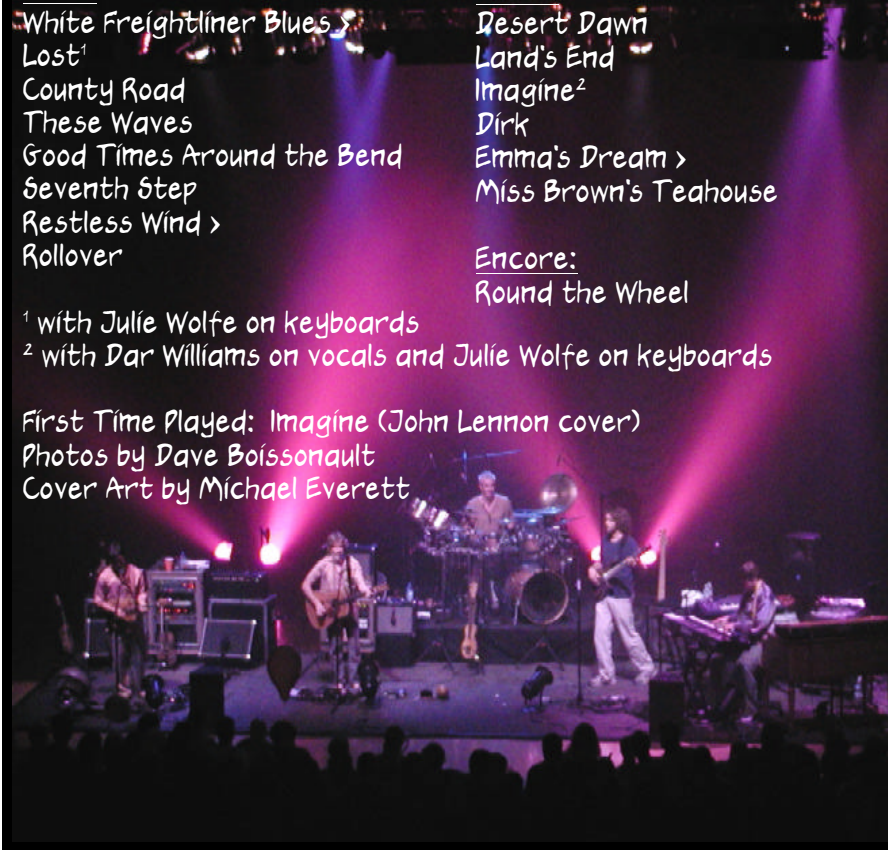 White Freightliner Blues >
Lost¹
County Road
These Waves
Good Times Around the Bend
Seventh Step
Restless Wind >
Rollover
Desert Dawn
Land's End
Imagine²
Dirk
Emma's Dream >
Miss Brown's Teahouse
Encore:
Round the Wheel
¹ with Julie Wolfe on keyboards
² with Dar Williams on vocals and Julie Wolfe on keyboards
First Time Played: Imagine (John Lennon cover)
Photos by Dave Boissonault
Cover Art by Michael Everett